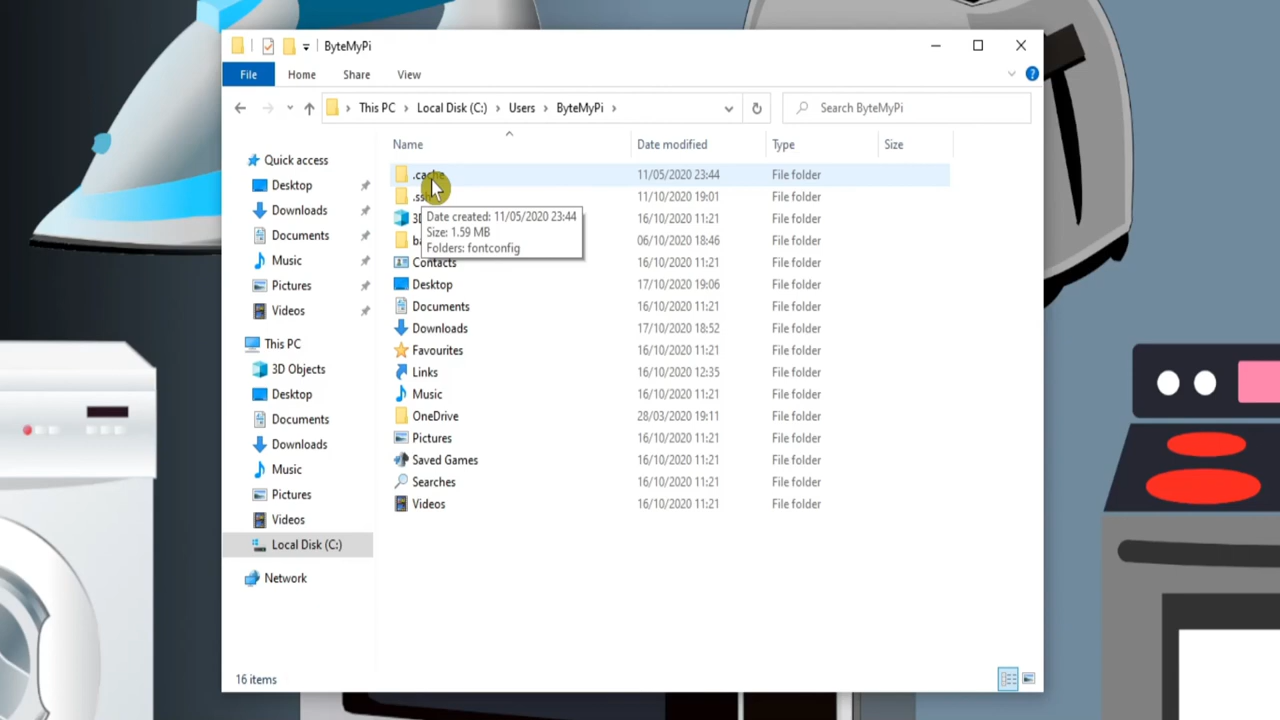 ByteMyPi
File Home Share View
This PC Local Disk (C:) Users ByteMyPi Search ByteMyPi
Name Date modified Type Size
Quick access
Desktop
Downloads
Documents
Music
Pictures
Videos
This PC
3D Objects
Desktop
Documents
Downloads
Music
Pictures
Videos
Local Disk (C:)
Network
.cache 11/05/2020 23:44 File folder
11/10/2020 19:01 File folder
16/10/2020 11:21 File folder
06/10/2020 18:46 File folder
Contacts 16/10/2020 11:21 File folder
Desktop 17/10/2020 19:06 File folder
Documents 16/10/2020 11:21 File folder
Downloads 17/10/2020 18:52 File folder
Favourites 16/10/2020 11:21 File folder
Links 16/10/2020 12:35 File folder
Music 16/10/2020 11:21 File folder
OneDrive 28/03/2020 19:11 File folder
Pictures 16/10/2020 11:21 File folder
Saved Games 16/10/2020 11:21 File folder
Searches 16/10/2020 11:21 File folder
Videos 16/10/2020 11:21 File folder
Date created: 11/05/2020 23:44
Size: 1.59 MB
Folders: fontconfig
16 items